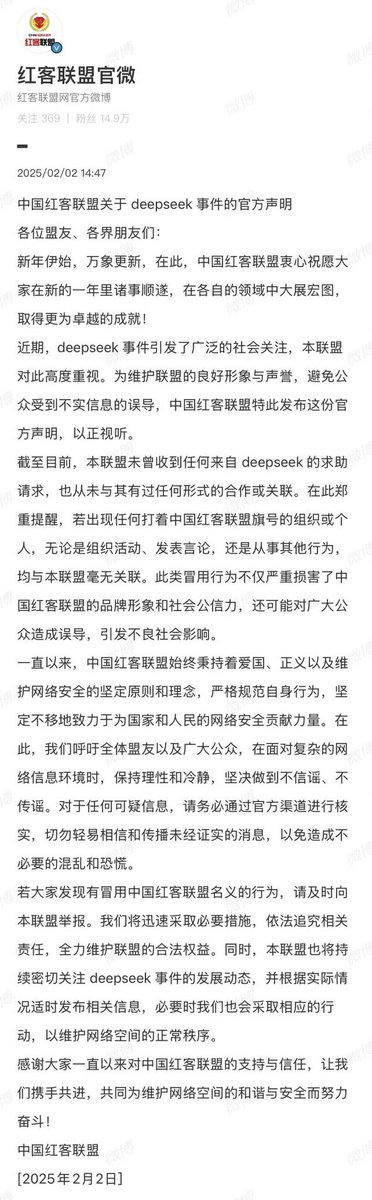 CHN HONKER
红客联盟
红客联盟官微
红客联盟网官方微博
关注 369 | 粉丝 14.9万
2025/02/02 14:47
中国红客联盟关于 deepseek 事件的官方声明
各位盟友、各界朋友们：
新年伊始，万象更新，在此，中国红客联盟衷心祝愿大
家在新的一年里诸事顺遂，在各自的领域中大展宏图，
取得更为卓越的成就！
近期，deepseek 事件引发了广泛的社会关注，本联盟
对此高度重视。为维护联盟的良好形象与声誉，避免公
众受到不实信息的误导，中国红客联盟特此发布这份官
方声明，以正视听。
截至目前，本联盟未曾收到任何来自 deepseek 的求助
请求，也从未与其有过任何形式的合作或关联。在此郑
重提醒，若出现任何打着中国红客联盟旗号的组织或个
人，无论是组织活动、发表言论，还是从事其他行为，
均与本联盟毫无关联。此类冒用行为不仅严重损害了中
国红客联盟的品牌形象和社会公信力，还可能对广大公
众造成误导，引发不良社会影响。
一直以来，中国红客联盟始终秉持着爱国、正义以及维
护网络安全的坚定原则和理念，严格规范自身行为，坚
定不移地致力于为国家和人民的网络安全贡献力量。在
此，我们呼吁全体盟友以及广大公众，在面对复杂的网
络信息环境时，保持理性和冷静，坚决做到不信谣、不
传谣。对于任何可疑信息，请务必通过官方渠道进行核
实，切勿轻易相信和传播未经证实的消息，以免造成不
必要的混乱和恐慌。
若大家发现有冒用中国红客联盟名义的行为，请及时向
本联盟举报。我们将迅速采取必要措施，依法追究相关
责任，全力维护联盟的合法权益。同时，本联盟也将持
续密切关注 deepseek 事件的发展动态，并根据实际情
况适时发布相关信息，必要时我们也会采取相应的行
动，以维护网络空间的正常秩序。
感谢大家一直以来对中国红客联盟的支持与信任，让我
们携手共进，共同为维护网络空间的和谐与安全而努力
奋斗！
中国红客联盟
[2025年2月2日]